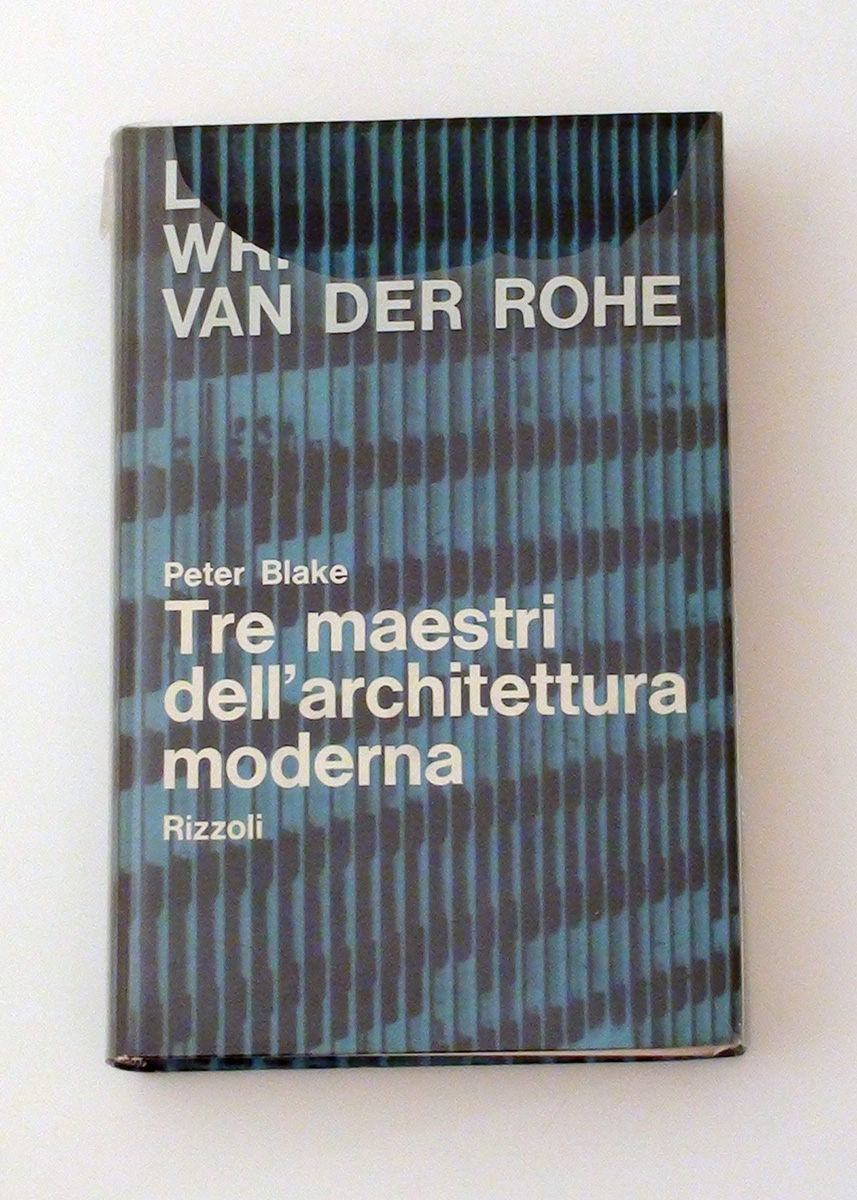 VAN DER ROHE
Peter Blake
Tre maestri
dell'architettura
moderna
Rizzoli